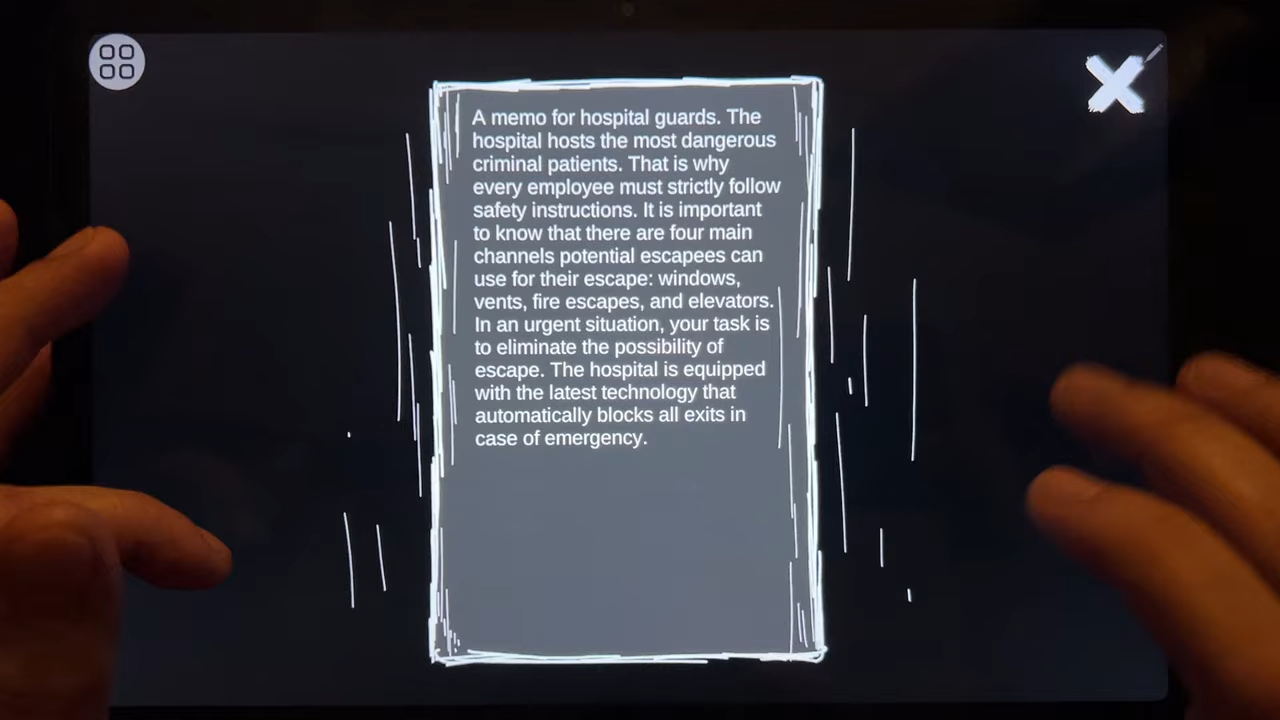 A memo for hospital guards. The
hospital hosts the most dangerous
criminal patients. That is why
every employee must strictly follow
safety instructions. It is important
to know that there are four main
channels potential escapees can
use for their escape: windows,
vents, fire escapes, and elevators.
In an urgent situation, your task is
to eliminate the possibility of
escape. The hospital is equipped
with the latest technology that
automatically blocks all exits in
case of emergency.